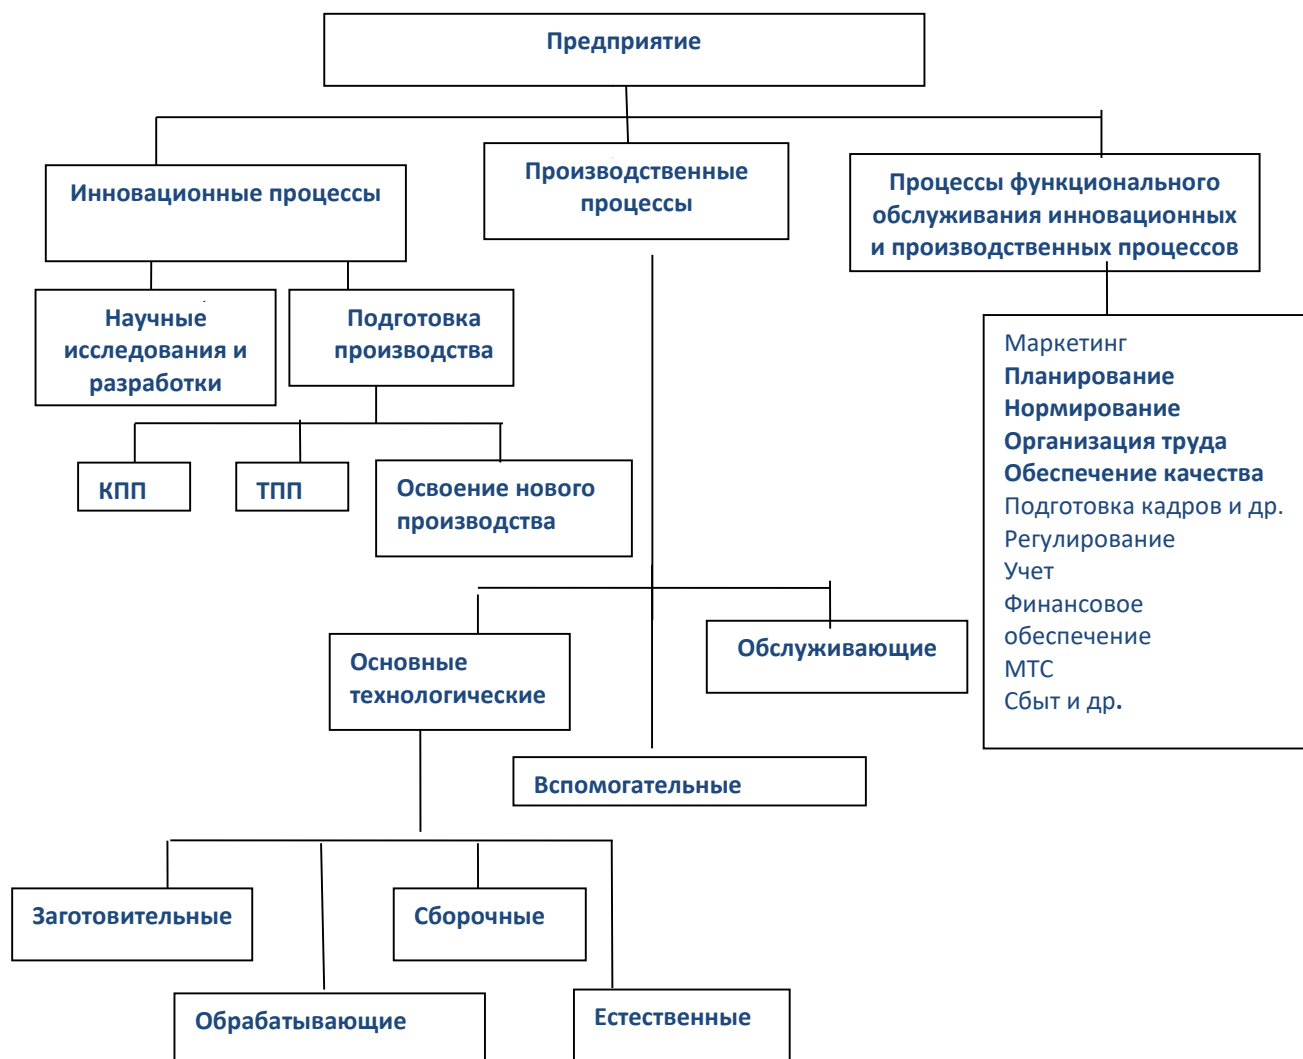 Предприятие
Инновационные процессы
Производственные
процессы
Процессы функционального
обслуживания инновационных
и производственных процессов
Научные
исследования и
разработки
Подготовка
производства
КПП
ТПП
Освоение нового
производства
Маркетинг
Планирование
Нормирование
Организация труда
Обеспечение качества
Подготовка кадров и др.
Регулирование
Учет
Финансовое
обеспечение
МТС
Сбыт и др.
Основные
технологические
Обслуживающие
Вспомогательные
Заготовительные
Сборочные
Обрабатывающие
Естественные